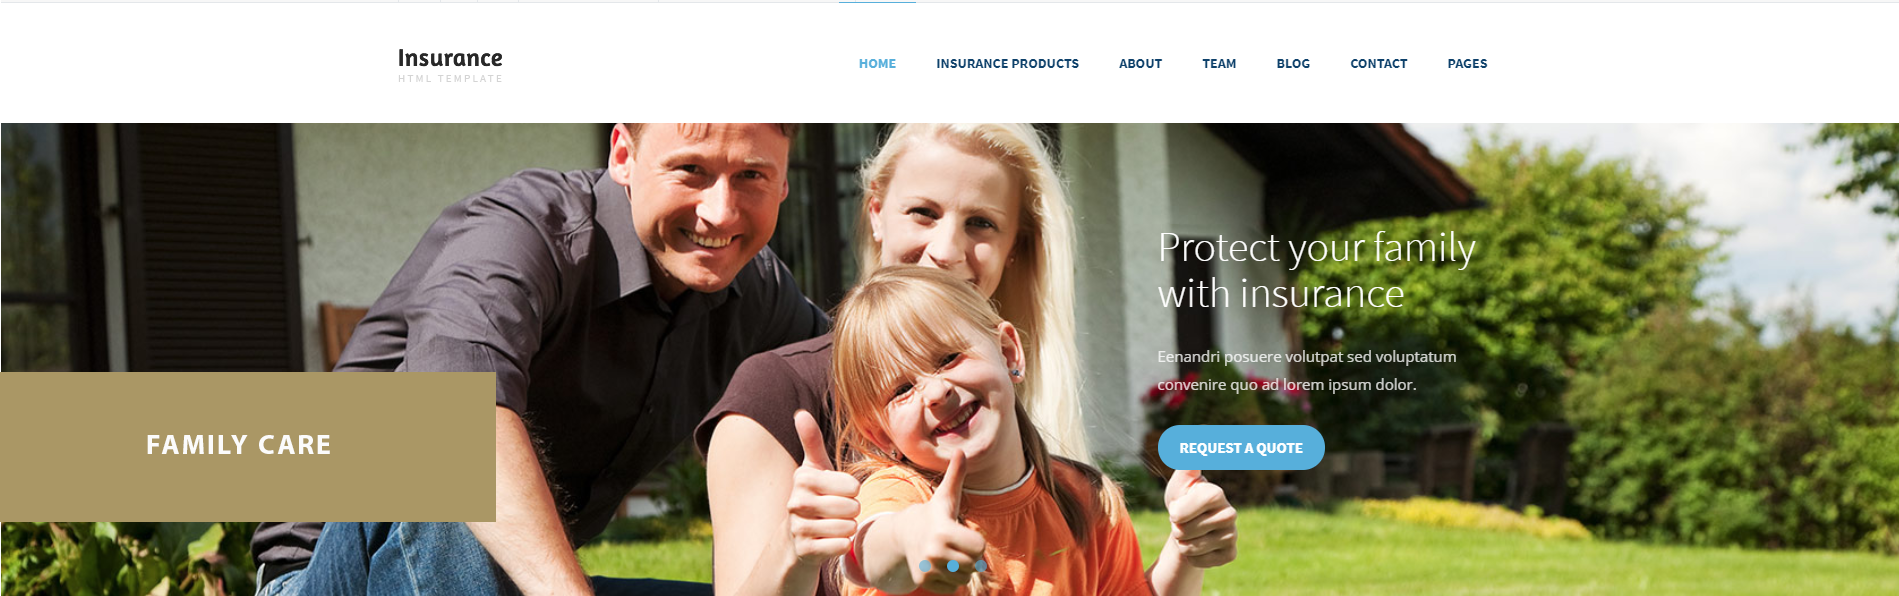 Insurance
HTML TEMPLATE
HOME INSURANCE PRODUCTS ABOUT TEAM BLOG CONTACT PAGES
Protect your family
with insurance
Eenandri posuere volutpat sed voluptatum
convenire quo ad lorem ipsum dolor.
FAMILY CARE
REQUEST A QUOTE